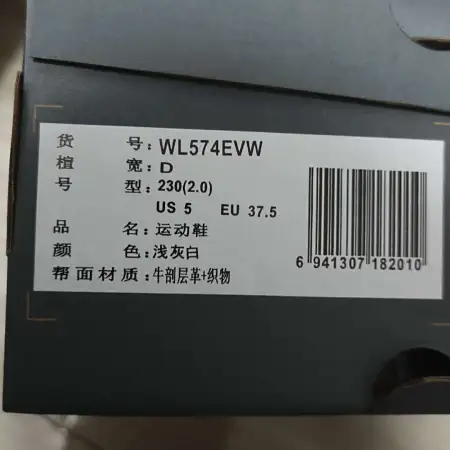 货 号: WL574EVW
楦 宽: D
号 型: 230(2.0)
US 5 EU 37.5
品 名: 运动鞋
颜 色: 浅灰白
帮面材质: 牛剖层革+织物
6 941307 182010